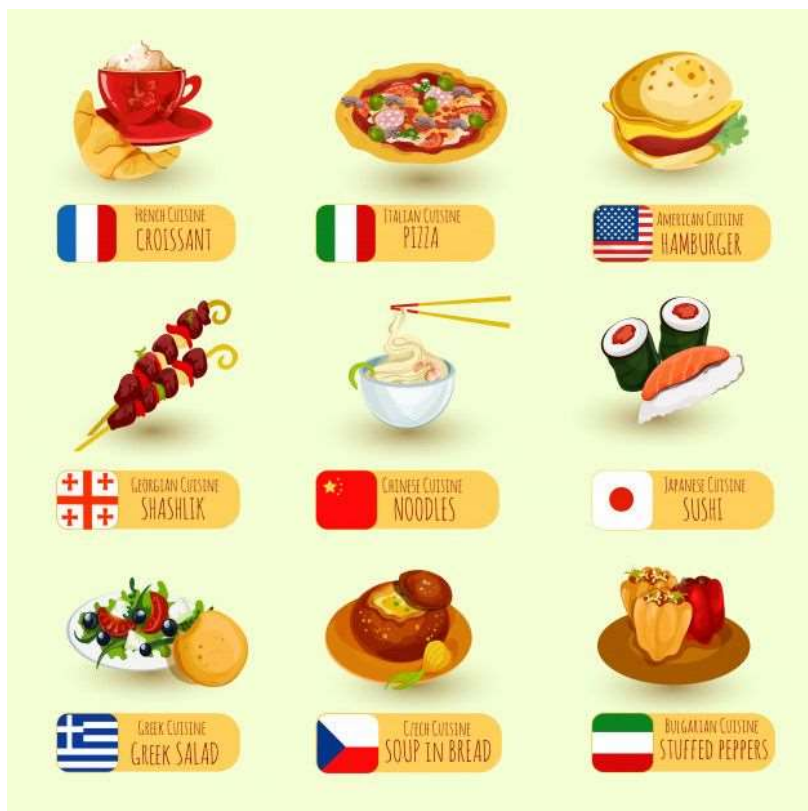 FRENCH CUISINE
CROISSANT
ITALIAN CUISINE
PIZZA
AMERICAN CUISINE
HAMBURGER
GEORGIAN CUISINE
SHASHLIK
CHINESE CUISINE
NOODLES
JAPANESE CUISINE
SUSHI
GREEK CUISINE
GREEK SALAD
CZECH CUISINE
SOUP IN BREAD
BULGARIAN CUISINE
STUFFED PEPPERS